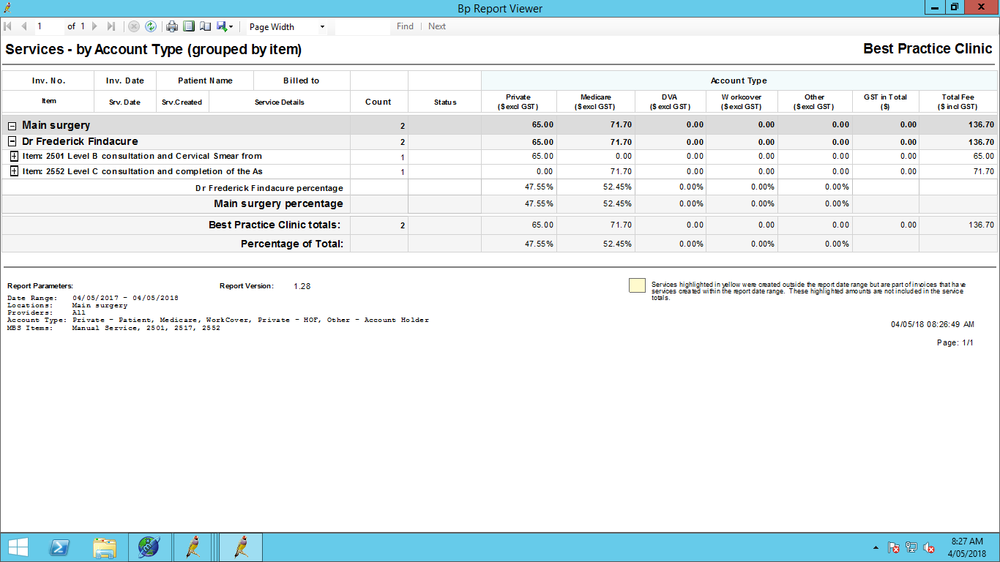 Bp Report Viewer
1 of 1 Page Width Find Next
Services - by Account Type (grouped by item) Best Practice Clinic
Inv. No. Inv. Date Patient Name Billed to Account Type
Item Srv. Date Srv.Created Service Details Count Status Private ($excl GST) Medicare ($excl GST) DVA ($excl GST) Workcover ($excl GST) Other ($excl GST) GST in Total ($) Total Fee ($ incl GST)
Main surgery 2 65.00 71.70 0.00 0.00 0.00 0.00 136.70
Dr Frederick Findacure 2 65.00 71.70 0.00 0.00 0.00 0.00 136.70
Item: 2501 Level B consultation and Cervical Smear from 1 65.00 0.00 0.00 0.00 0.00 0.00 65.00
Item: 2552 Level C consultation and completion of the As 1 0.00 71.70 0.00 0.00 0.00 0.00 71.70
Dr Frederick Findacure percentage 47.55% 52.45% 0.00% 0.00% 0.00%
Main surgery percentage 47.55% 52.45% 0.00% 0.00% 0.00%
Best Practice Clinic totals: 2 65.00 71.70 0.00 0.00 0.00 0.00 136.70
Percentage of Total: 47.55% 52.45% 0.00% 0.00% 0.00%
Report Parameters: Report Version: 1.28
Date Range: 04/05/2017 - 04/05/2018
Locations: Main surgery
Providers: All
Account Type: Private - Patient, Medicare, WorkCover, Private - HOF, Other - Account Holder
MBS Items: Manual Service, 2501, 2517, 2552
Services highlighted in yellow were created outside the report date range but are part of invoices that have
services created within the report date range. These highlighted amounts are not included in the service
totals.
04/05/18 08:26:49 AM
Page: 1/1
8:27 AM
4/05/2018